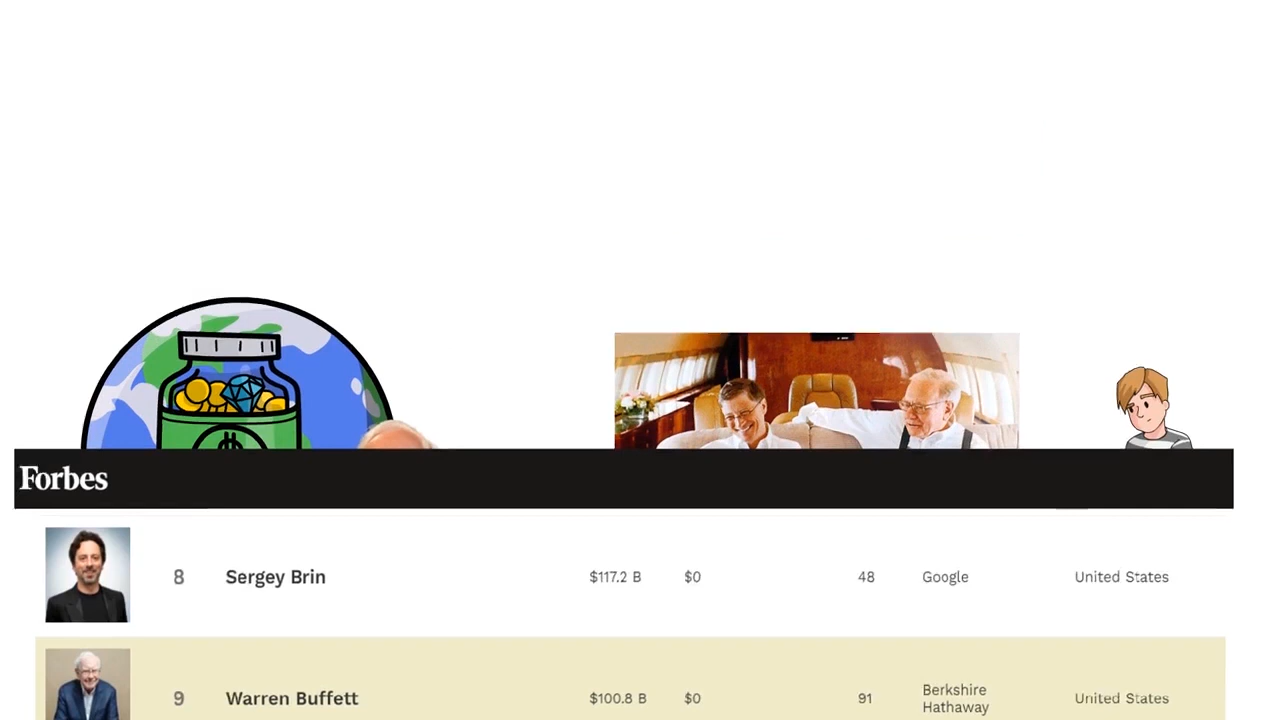 Forbes
8 Sergey Brin $117.2 B $0 48 Google United States
9 Warren Buffett $100.8 B $0 91 Berkshire Hathaway United States